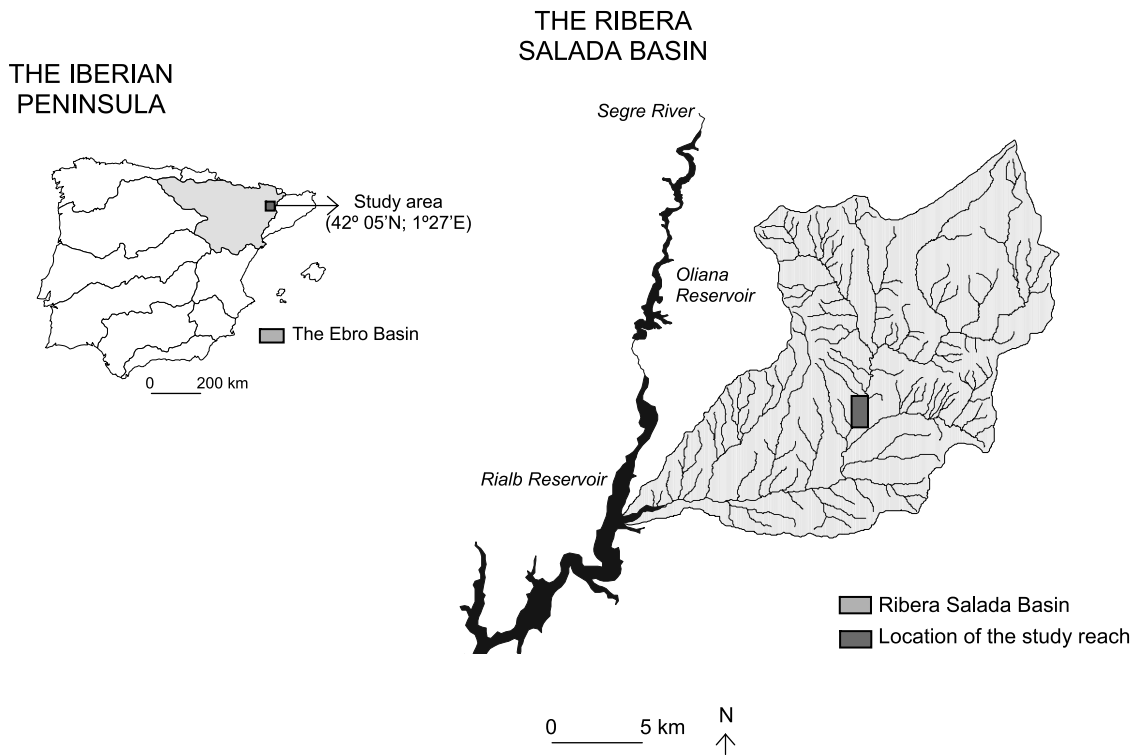 THE IBERIAN
PENINSULA
Study area
(42º 05'N; 1º27'E)
The Ebro Basin
0 200 km
THE RIBERA
SALADA BASIN
Segre River
Oliana
Reservoir
Rialb Reservoir
Ribera Salada Basin
Location of the study reach
0 5 km
N